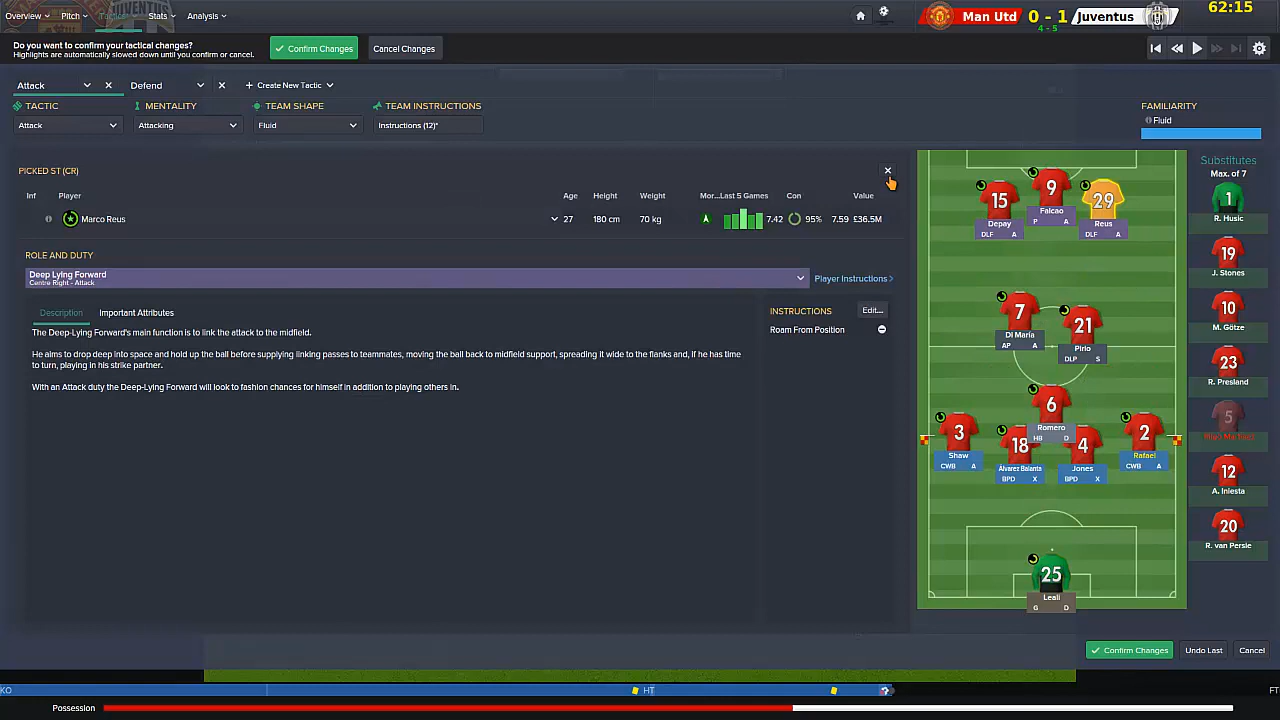 Overview Pitch Tactics Stats Analysis
Man Utd 0 - 1 Juventus
4 - 5
62:15
Do you want to confirm your tactical changes?
Highlights are automatically slowed down until you confirm or cancel.
Confirm Changes Cancel Changes
Attack Defend + Create New Tactic
TACTIC MENTALITY TEAM SHAPE TEAM INSTRUCTIONS
Attack Attacking Fluid Instructions (12)*
FAMILIARITY
Fluid
PICKED ST (CR)
Inf Player Age Height Weight Mor... Last 5 Games Con Value
Marco Reus 27 180 cm 70 kg 7.42 95% 7.59 £36.5M
ROLE AND DUTY
Deep Lying Forward
Centre Right - Attack
Player Instructions
Description Important Attributes
The Deep-Lying Forward's main function is to link the attack to the midfield.
He aims to drop deep into space and hold up the ball before supplying linking passes to teammates, moving the ball back to midfield support, spreading it wide to the flanks and, if he has time
to turn, playing in his strike partner.
With an Attack duty the Deep-Lying Forward will look to fashion chances for himself in addition to playing others in.
INSTRUCTIONS Edit...
Roam From Position
15 9 29
Depay Falcao Reus
DLF A P A DLF A
7 21
Di María Pirlo
AP A DLP S
6
Romero
HB D
3 18 4 2
Shaw Álvarez Balanta Jones Rafael
CWB A BPD X BPD X CWB A
25
Leali
G D
Substitutes
Max. of 7
1
R. Husic
19
J. Stones
10
M. Götze
23
R. Presland
5
12
A. Iniesta
20
R. van Persie
Confirm Changes Undo Last Cancel
KO HT FT
Possession